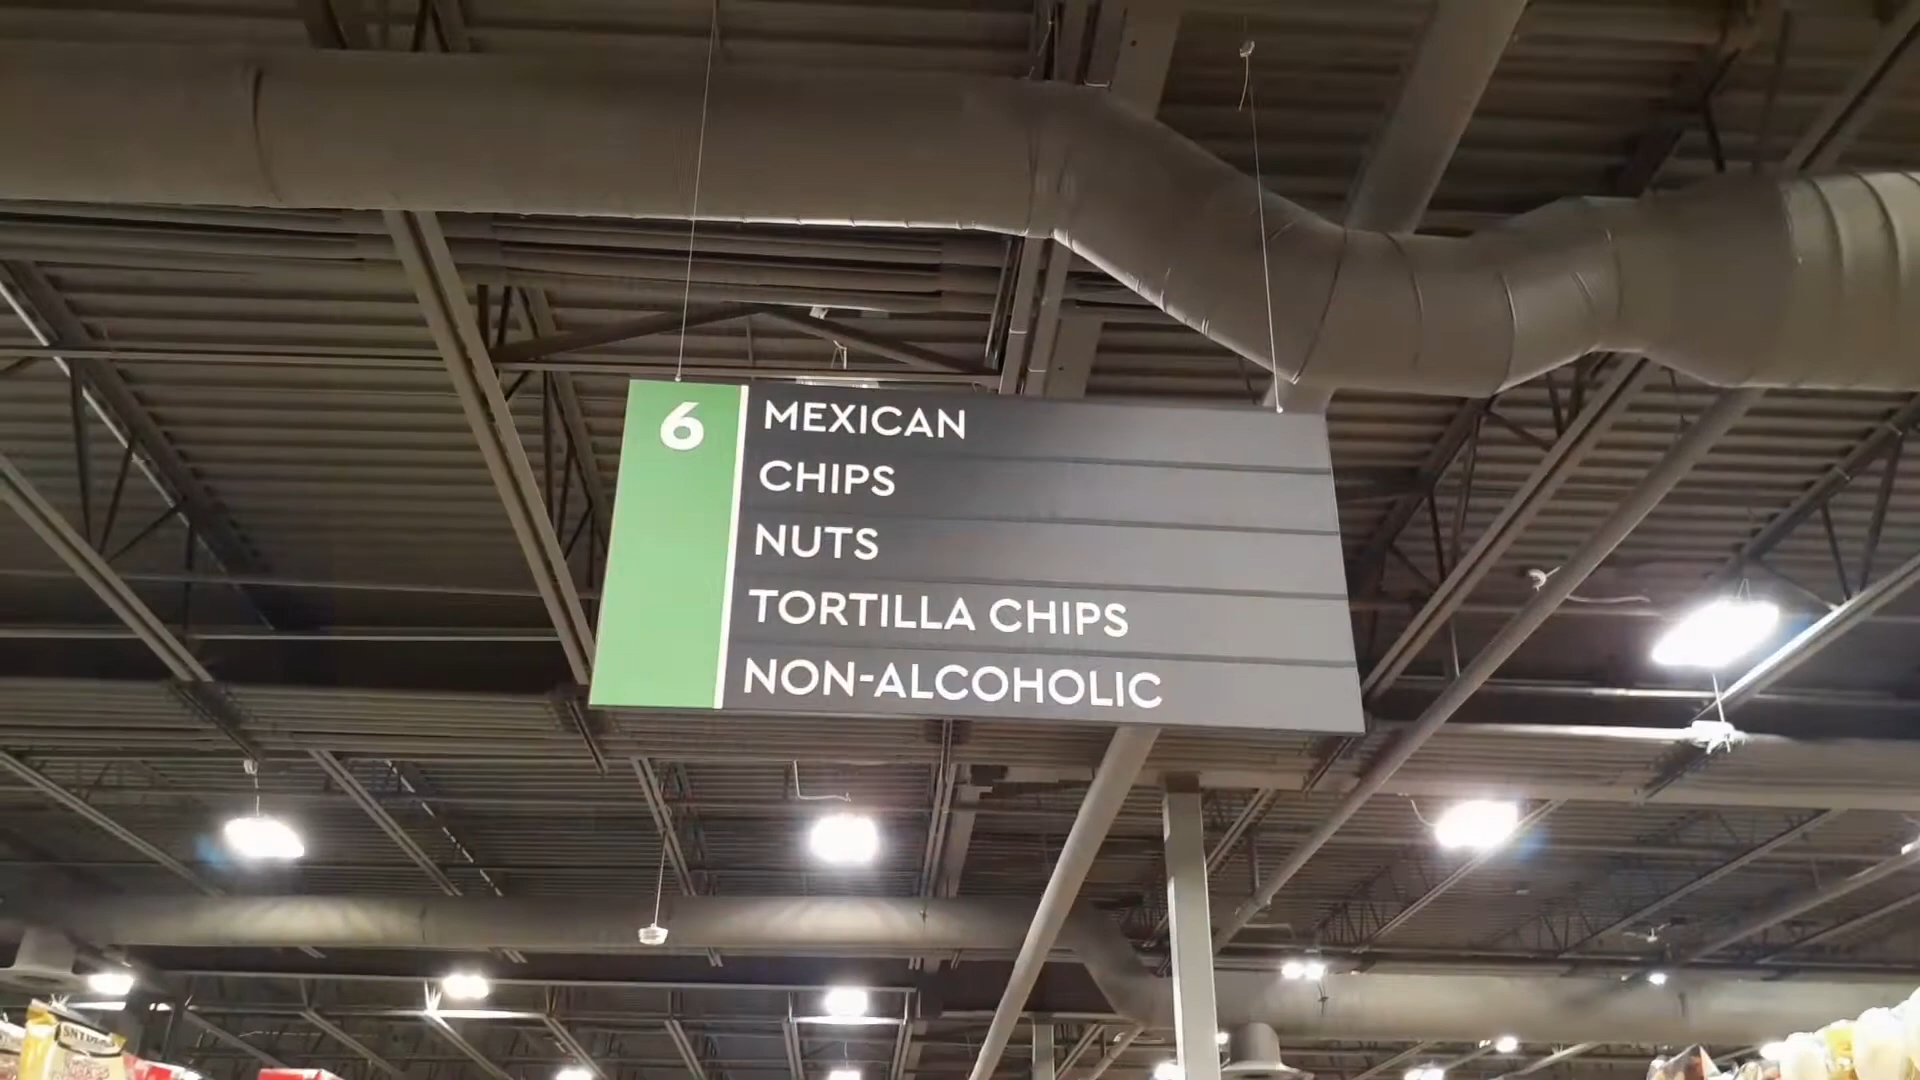 6
MEXICAN
CHIPS
NUTS
TORTILLA CHIPS
NON-ALCOHOLIC